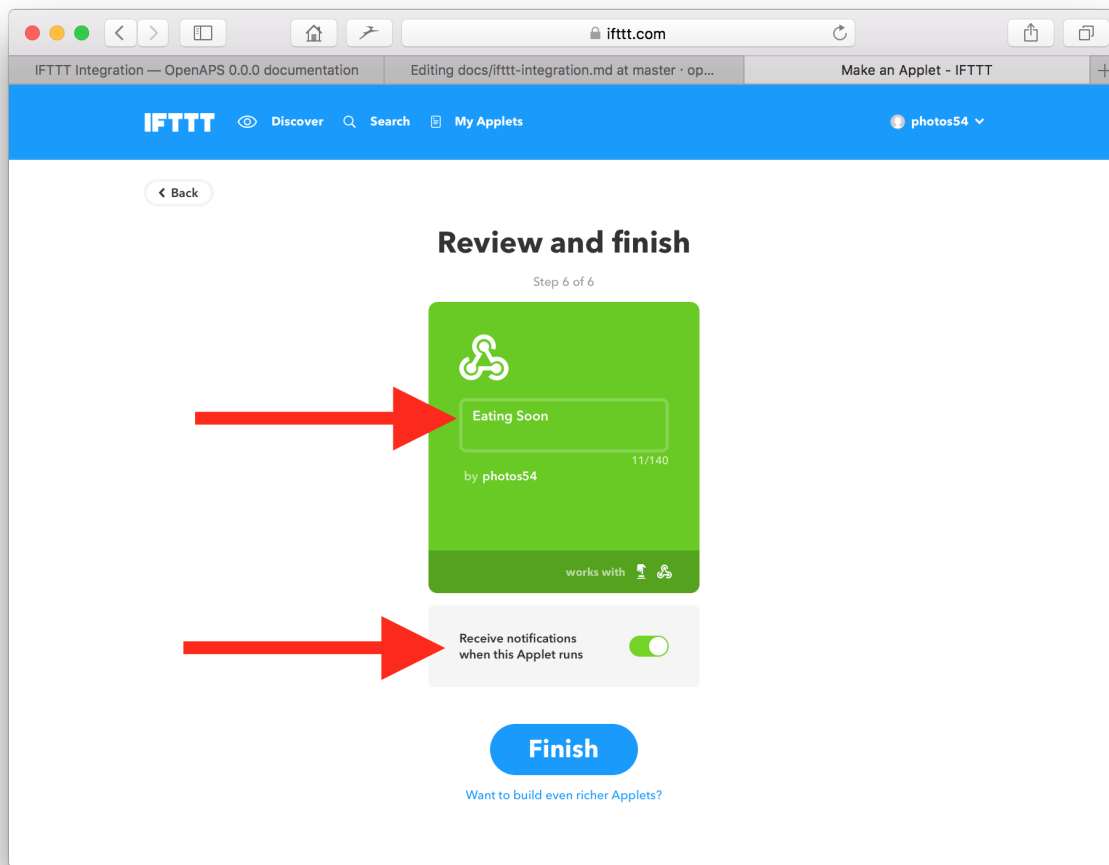 ifttt.com
IFTTT Integration — OpenAPS 0.0.0 documentation
Editing docs/ifttt-integration.md at master · op...
Make an Applet - IFTTT
IFTTT
Discover
Search
My Applets
photos54
Back
Review and finish
Step 6 of 6
Eating Soon
11/140
by photos54
works with
Receive notifications
when this Applet runs
Finish
Want to build even richer Applets?